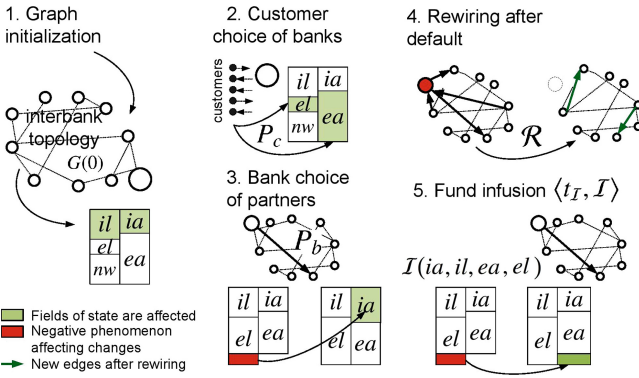 1. Graph
initialization
interbank
topology
G(0)
il ia
el
nw ea
Fields of state are affected
Negative phenomenon
affecting changes
New edges after rewiring
2. Customer
choice of banks
customers
P_c
il ia
el
nw ea
3. Bank choice
of partners
P_b
il ia
el ea
il ia
el ea
4. Rewiring after
default
R
5. Fund infusion ⟨t_I, I⟩
I(ia, il, ea, el)
il ia
el ea
il ia
el ea